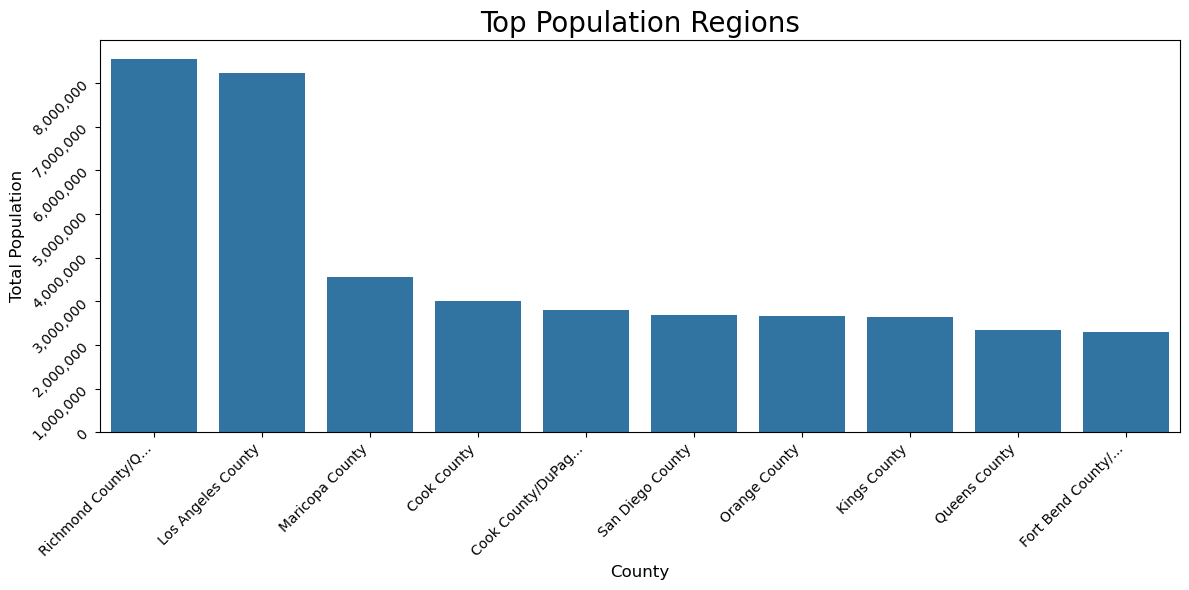 Top Population Regions
Total Population
8,000,000
7,000,000
6,000,000
5,000,000
4,000,000
3,000,000
2,000,000
1,000,000
0
Richmond County/Q...
Los Angeles County
Maricopa County
Cook County
Cook County/DuPag...
San Diego County
Orange County
Kings County
Queens County
Fort Bend County/...
County